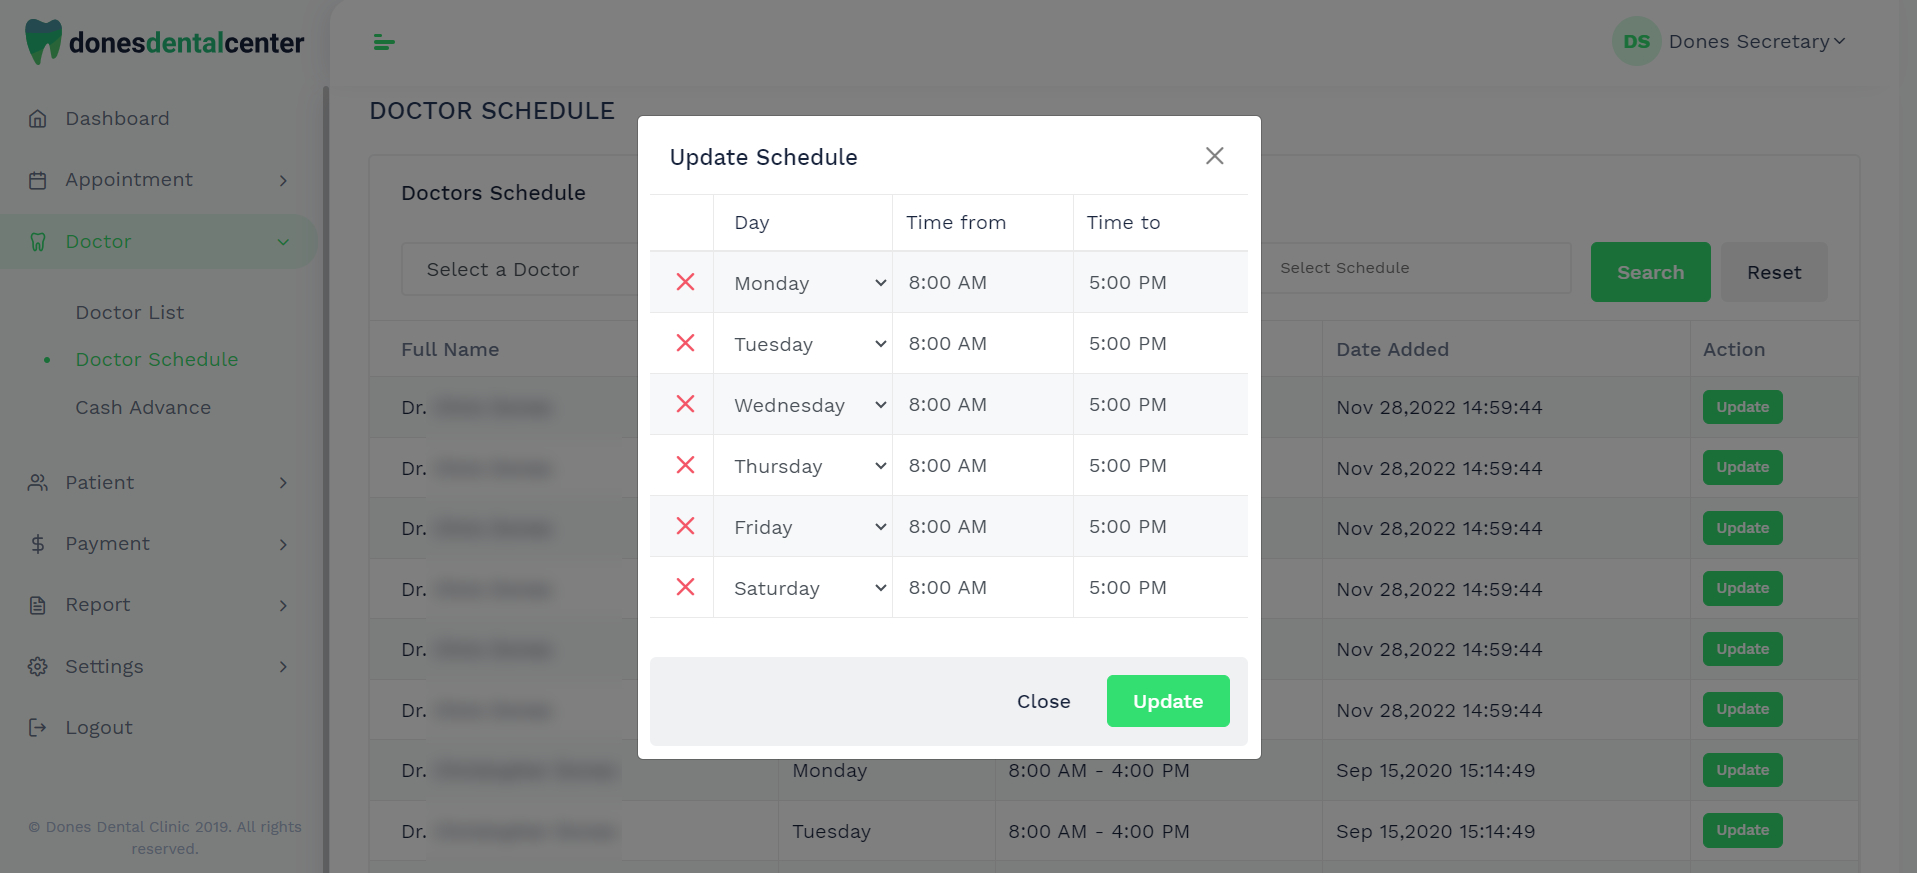 donesdentalcenter
DS Dones Secretary
Dashboard
Appointment
Doctor
Doctor List
Doctor Schedule
Cash Advance
Patient
Payment
Report
Settings
Logout
© Dones Dental Clinic 2019. All rights
reserved.
DOCTOR SCHEDULE
Doctors Schedule
Select a Doctor
Select Schedule
Search
Reset
Full Name
Date Added
Action
Dr.
Nov 28,2022 14:59:44
Update
Dr.
Nov 28,2022 14:59:44
Update
Dr.
Nov 28,2022 14:59:44
Update
Dr.
Nov 28,2022 14:59:44
Update
Dr.
Nov 28,2022 14:59:44
Update
Dr.
Nov 28,2022 14:59:44
Update
Dr.
Monday
8:00 AM - 4:00 PM
Sep 15,2020 15:14:49
Update
Dr.
Tuesday
8:00 AM - 4:00 PM
Sep 15,2020 15:14:49
Update
Update Schedule
Day
Time from
Time to
Monday
8:00 AM
5:00 PM
Tuesday
8:00 AM
5:00 PM
Wednesday
8:00 AM
5:00 PM
Thursday
8:00 AM
5:00 PM
Friday
8:00 AM
5:00 PM
Saturday
8:00 AM
5:00 PM
Close
Update